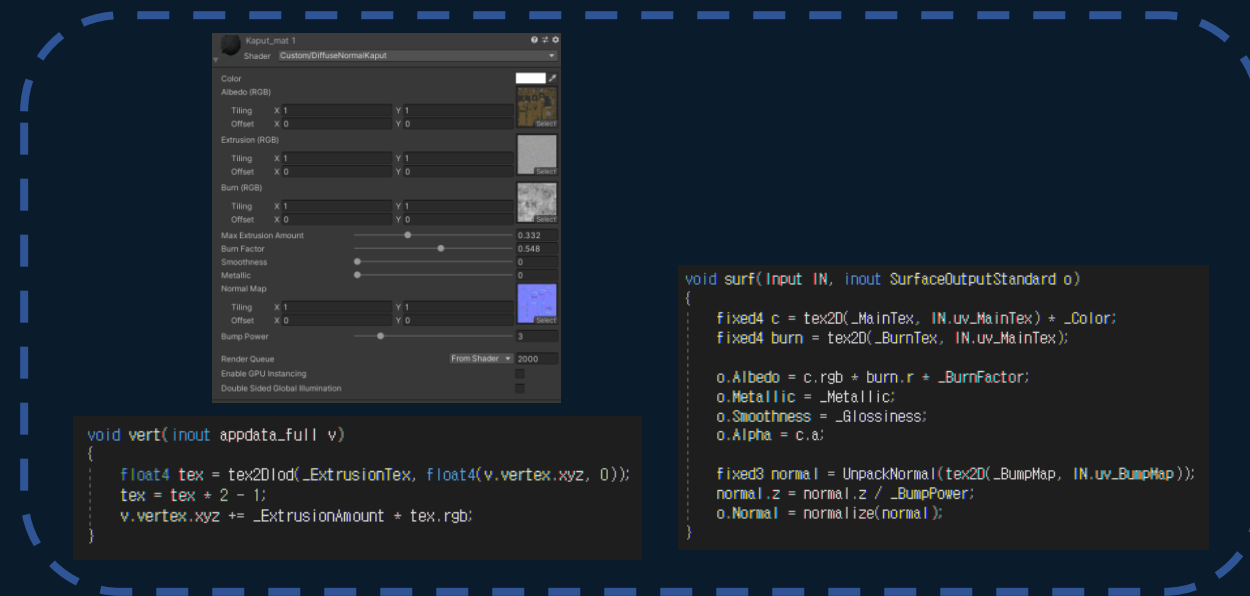 Kaput_mat 1
Shader Custom/DiffuseNormalKaput
Color
Albedo (RGB)
Tiling X 1 Y 1
Offset X 0 Y 0
Select
Extrusion (RGB)
Tiling X 1 Y 1
Offset X 0 Y 0
Select
Burn (RGB)
Tiling X 1 Y 1
Offset X 0 Y 0
Select
Max Extrusion Amount 0.332
Burn Factor 0.548
Smoothness 0
Metallic 0
Normal Map
Tiling X 1 Y 1
Offset X 0 Y 0
Select
Bump Power 3
Render Queue From Shader 2000
Enable GPU Instancing
Double Sided Global Illumination
void vert(inout appdata_full v)
{
float4 tex = tex2Dlod(_ExtrusionTex, float4(v.vertex.xyz, 0));
tex = tex * 2 - 1;
v.vertex.xyz += _ExtrusionAmount * tex.rgb;
}
void surf(Input IN, inout SurfaceOutputStandard o)
{
fixed4 c = tex2D(_MainTex, IN.uv_MainTex) * _Color;
fixed4 burn = tex2D(_BurnTex, IN.uv_MainTex);
o.Albedo = c.rgb * burn.r * _BurnFactor;
o.Metallic = _Metallic;
o.Smoothness = _Glossiness;
o.Alpha = c.a;
fixed3 normal = UnpackNormal(tex2D(_BumpMap, IN.uv_BumpMap));
normal.z = normal.z / _BumpPower;
o.Normal = normalize(normal);
}